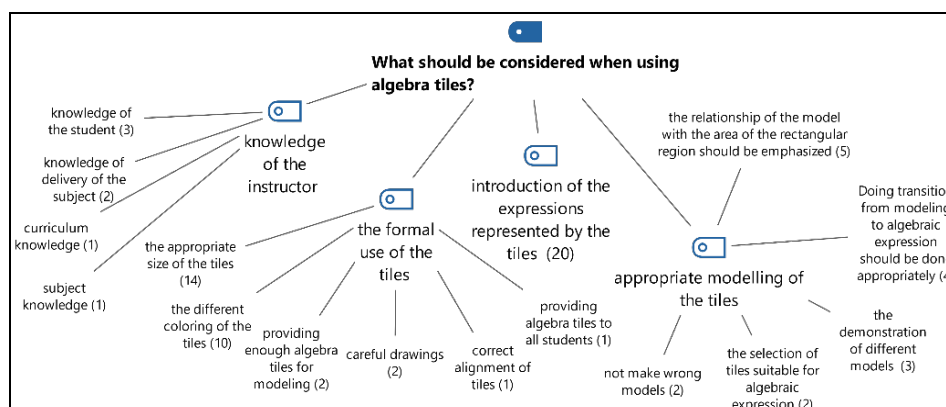 What should be considered when using
algebra tiles?
knowledge
of the
instructor
knowledge of
the student (3)
knowledge of
delivery of the
subject (2)
curriculum
knowledge (1)
subject
knowledge (1)
the formal
use of the
tiles
the appropriate
size of the tiles
(14)
the different
coloring of the
tiles (10)
providing
enough algebra
tiles for
modeling (2)
careful drawings
(2)
correct
alignment of
tiles (1)
providing
algebra tiles to
all students (1)
introduction of the
expressions
represented by the
tiles (20)
appropriate modelling of
the tiles
the relationship of the model
with the area of the rectangular
region should be emphasized (5)
Doing transition
from modeling
to algebraic
expression
should be don
appropriately (4
the
demonstration
of different
models (3)
the selection of
tiles suitable for
algebraic
expression (2)
not make wrong
models (2)